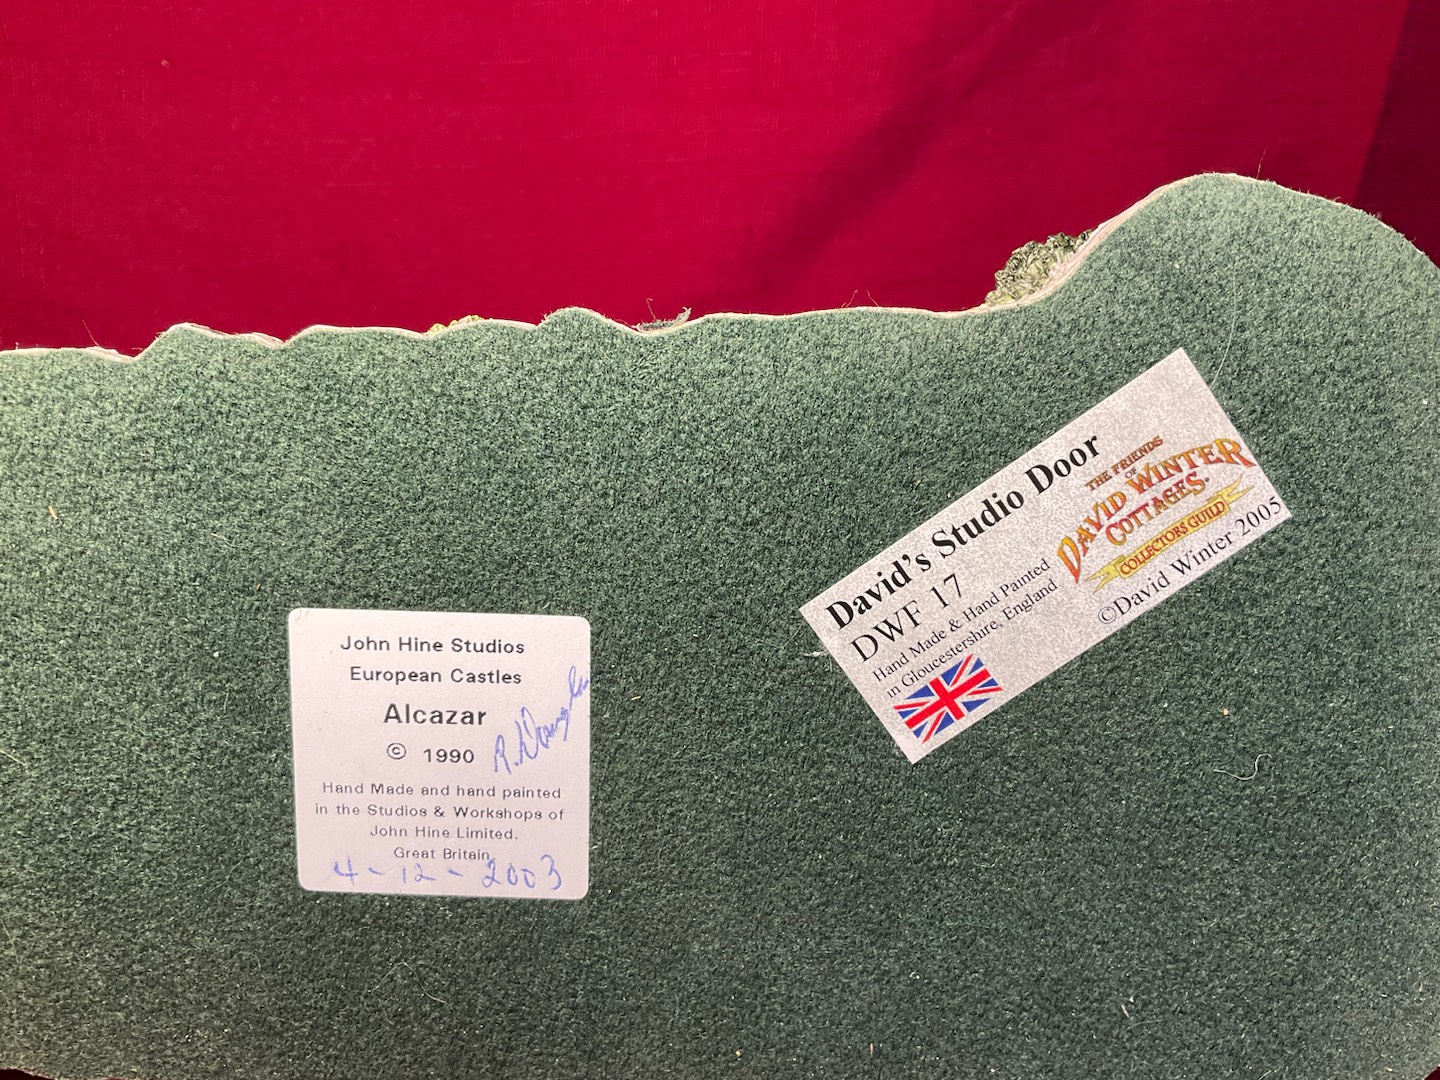 John Hine Studios
European Castles
Alcazar
© 1990
Hand Made and hand painted
in the Studios & Workshops of
John Hine Limited.
Great Britain
4-12-2003
David's Studio Door
DWF 17
Hand Made & Hand Painted
in Gloucestershire, England
THE FRIENDS
OF
DAVID WINTER
COTTAGES
COLLECTORS GUILD
©David Winter 2005